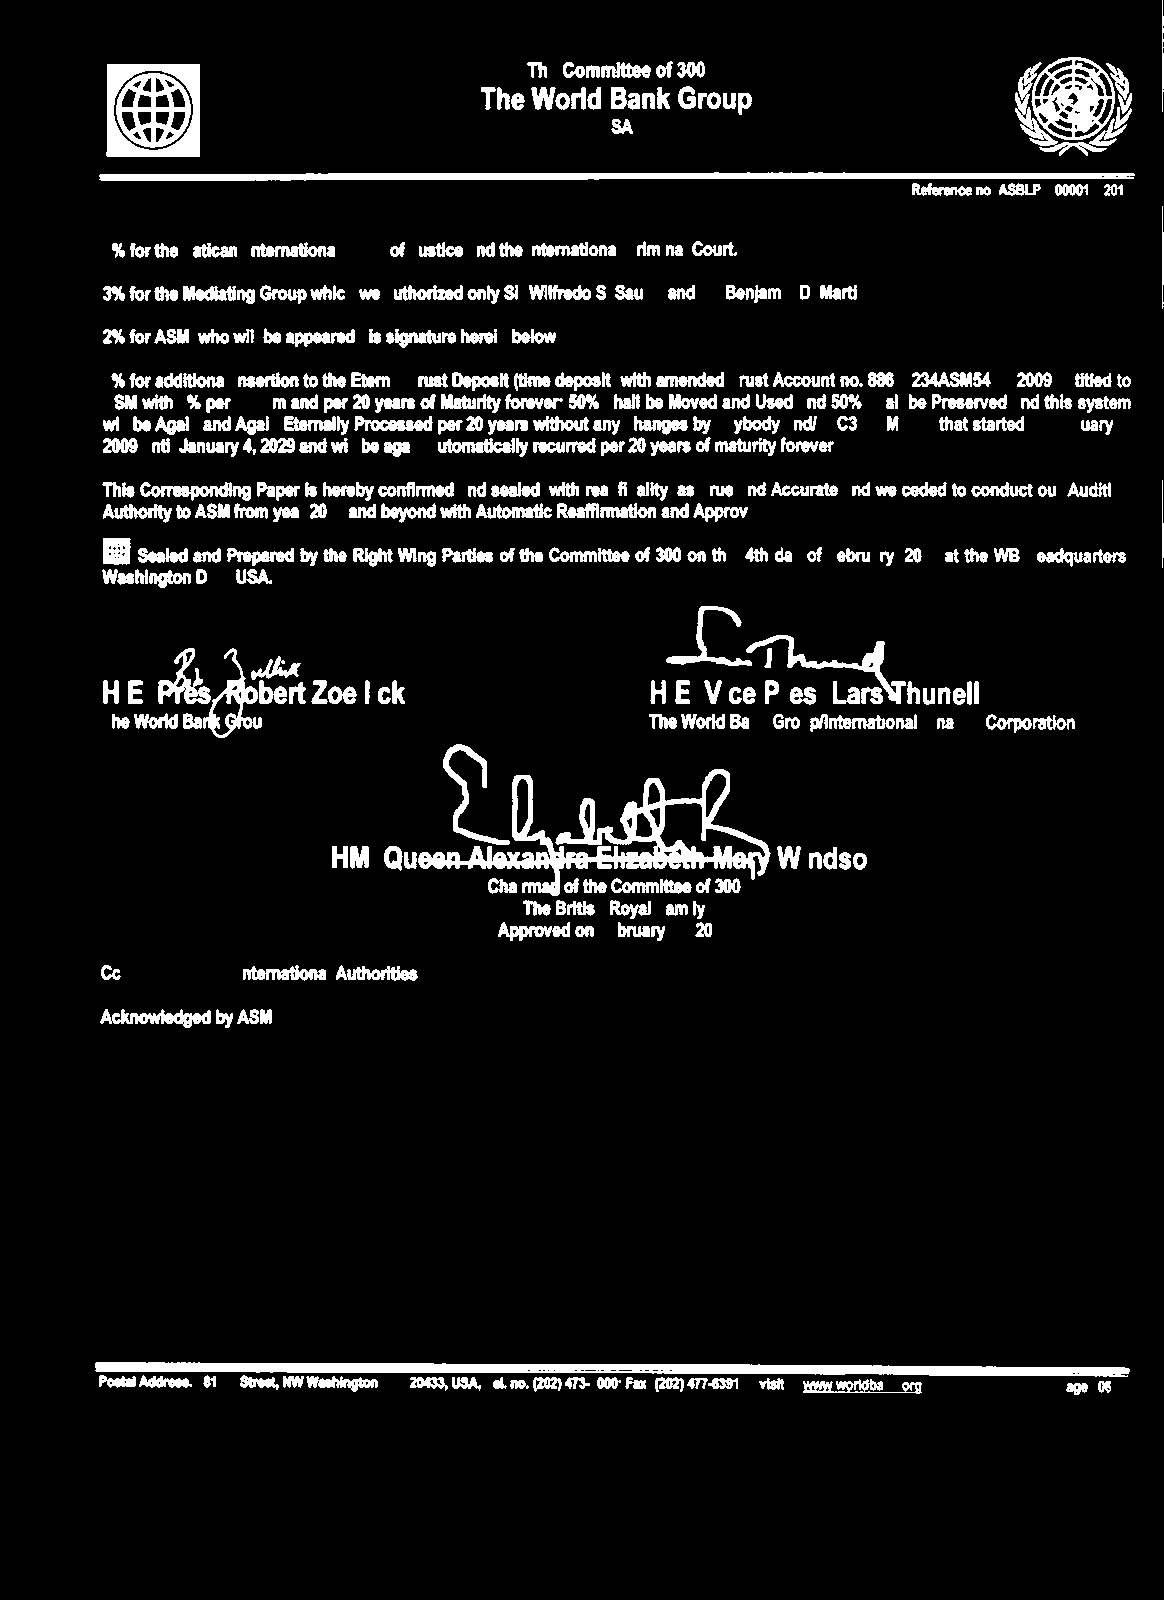 Th Committee of 300
The World Bank Group
SA
Reference no ASBLP 00001 201
% for the atican nternationa of ustice nd the nternationa rim na Court.
3% for the Mediating Group whic we uthorized only Si Wilfredo S Sau and Benjam D Marti
2% for ASM who wil be appeared is signature herei below
% for additiona nsertion to the Etern rust Deposit (time deposit with amended rust Account no. 886 234ASM54 2009 titled to
SM with % per m and per 20 years of Maturity forever 50% hall be Moved and Used nd 50% al be Preserved nd this system
wi be Agai and Agai Eternally Processed per 20 years without any hanges by ybody nd/ C3 M that started uary
2009 nti January 4, 2029 and wi be aga utomatically recurred per 20 years of maturity forever
This Corresponding Paper is hereby confirmed nd sealed with rea fi ality as rue nd Accurate nd we ceded to conduct ou Auditi
Authority to ASM from yea 20 and beyond with Automatic Reaffirmation and Approv
Sealed and Prepared by the Right Wing Parties of the Committee of 300 on th 4th da of ebru ry 20 at the WB eadquarters
Washington D USA.
H E Pres. Robert Zoe l ck
he World Bank Grou
H E V ce P es Lars Thunell
The World Ba Gro p/International na Corporation
Elizabeth R
HM Queen Alexandra Elizabeth Mary W ndso
Cha rman of the Committee of 300
The Britis Royal am ly
Approved on bruary 20
Cc nternationa Authorities
Acknowledged by ASM
Postal Address. 81 Street, NW Washington 20433, USA, el. no. (202) 473- 000 Fax (202) 477-6391 visit www worldba org
age 06